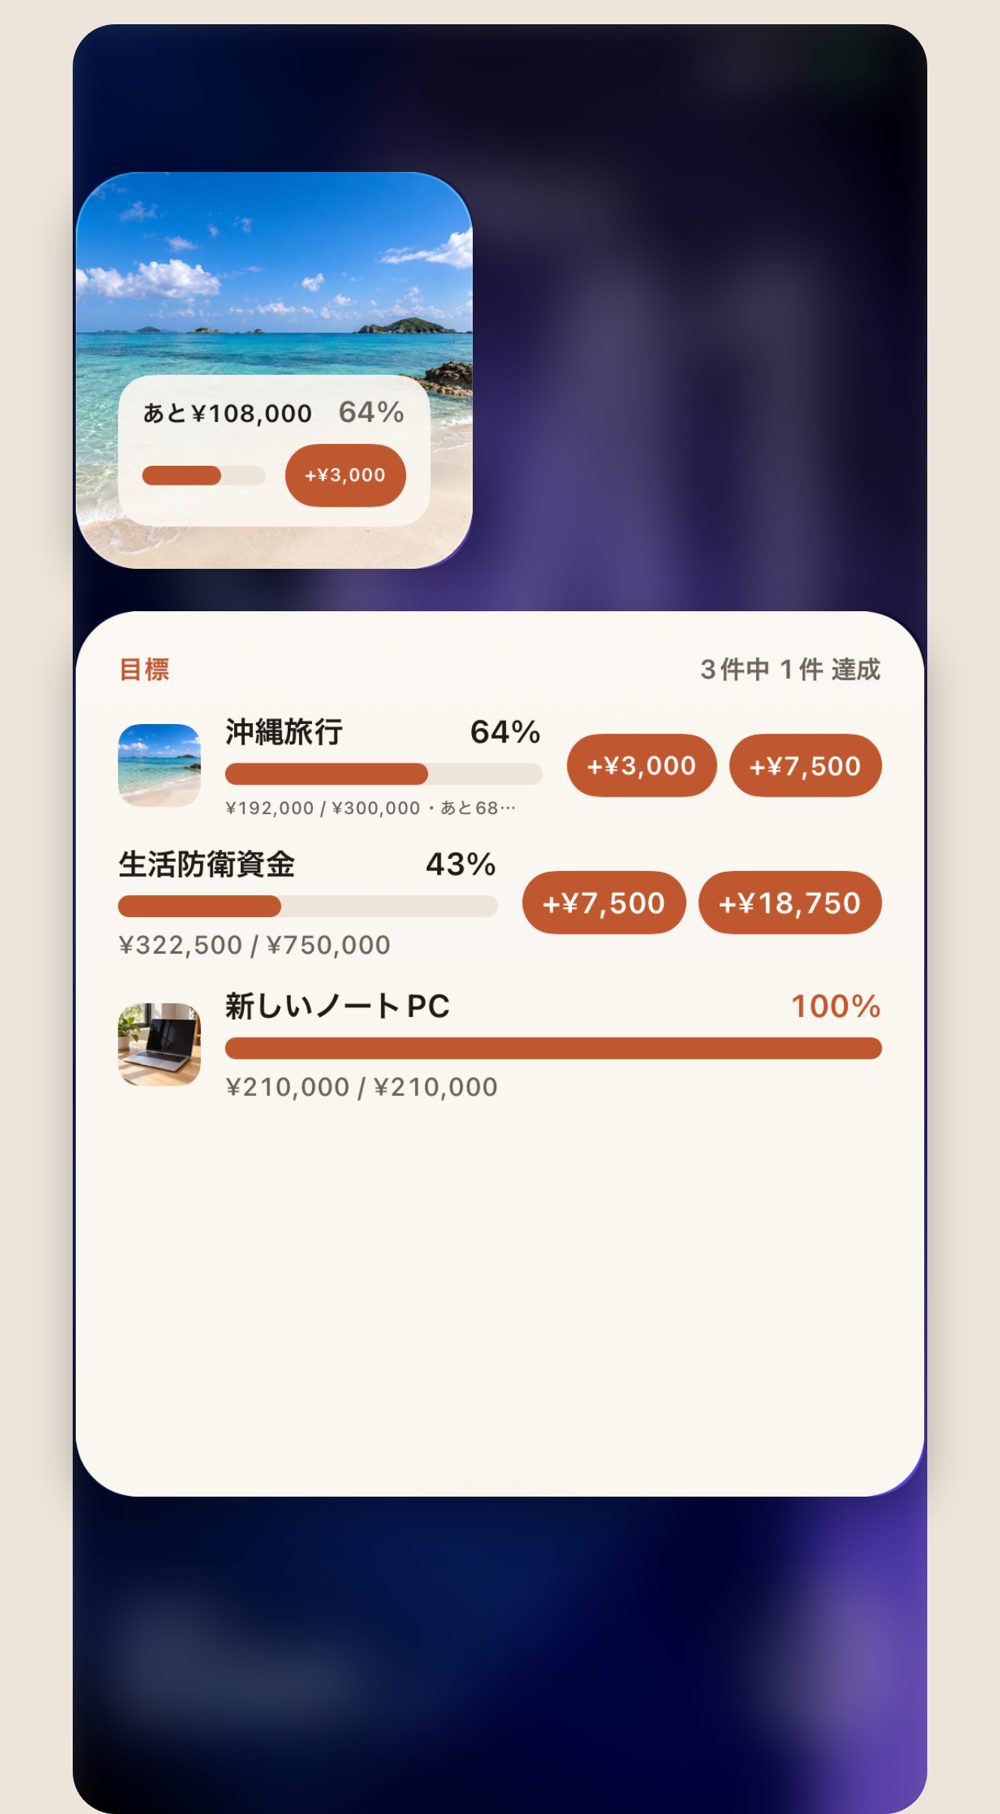 あと¥108,000 64%
+¥3,000
目標 3件中 1件 達成
沖縄旅行 64%
+¥3,000 +¥7,500
¥192,000 / ¥300,000・あと68…
生活防衛資金 43%
+¥7,500 +¥18,750
¥322,500 / ¥750,000
新しいノートPC 100%
¥210,000 / ¥210,000